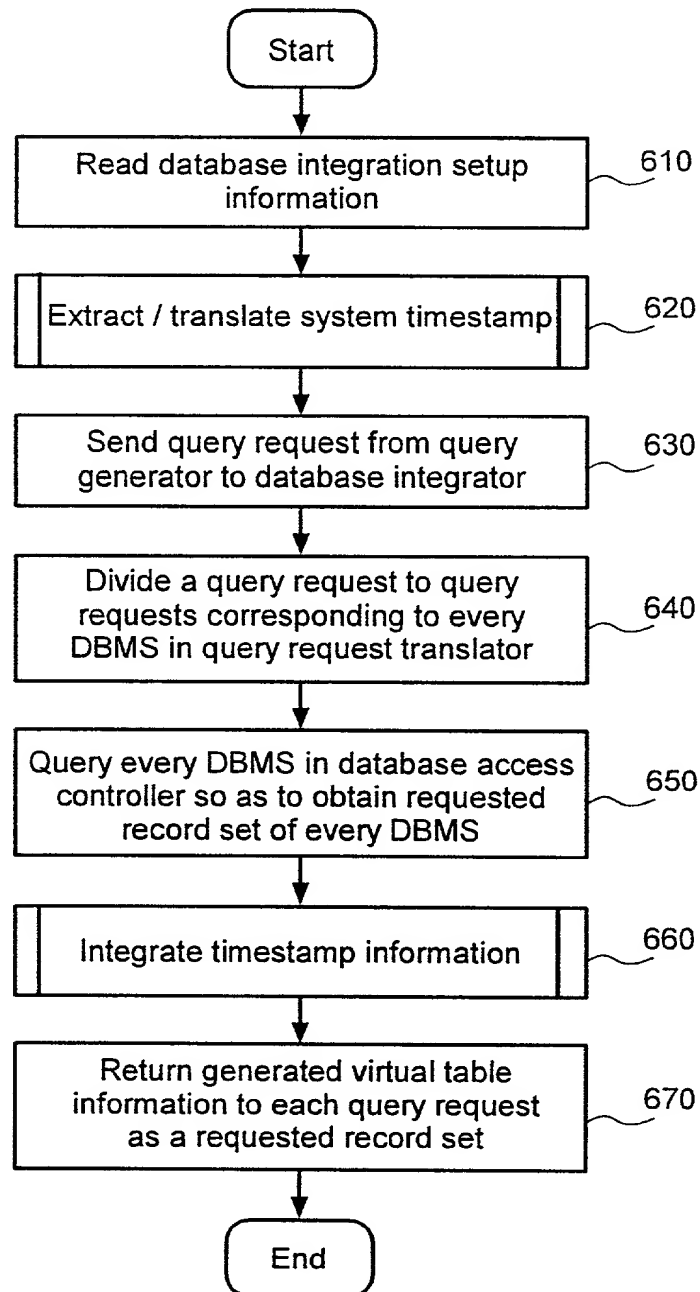 Start
Read database integration setup
information
610
Extract / translate system timestamp
620
Send query request from query
generator to database integrator
630
Divide a query request to query
requests corresponding to every
DBMS in query request translator
640
Query every DBMS in database access
controller so as to obtain requested
record set of every DBMS
650
Integrate timestamp information
660
Return generated virtual table
information to each query request
as a requested record set
670
End